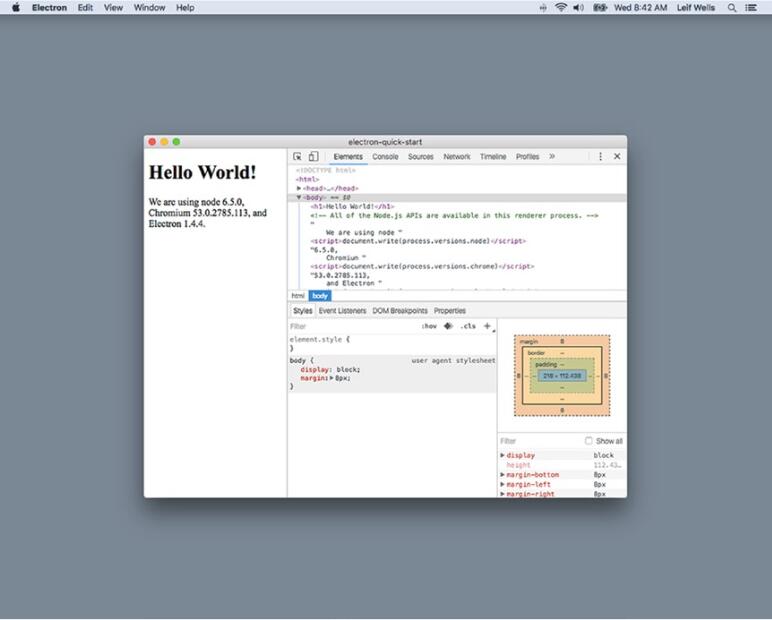 Electron Edit View Window Help Wed 8:42 AM Leif Wells
electron-quick-start
Hello World!
We are using node 6.5.0,
Chromium 53.0.2785.113, and
Electron 1.4.4.
Elements Console Sources Network Timeline Profiles »
<!DOCTYPE html>
<html>
▶<head>…</head>
▼<body> == $0
<h1>Hello World!</h1>
<!-- All of the Node.js APIs are available in this renderer process. -->
"
We are using node "
<script>document.write(process.versions.node)</script>
"6.5.0,
Chromium "
<script>document.write(process.versions.chrome)</script>
"53.0.2785.113,
and Electron "
html body
Styles Event Listeners DOM Breakpoints Properties
Filter :hov .cls +
element.style {
}
body { user agent stylesheet
display: block;
margin:▶8px;
}
margin 8
border –
padding –
8 – – 218 × 112.438 – – 8
–
–
8
Filter Show all
▶display block
height 112.43…
▶margin-bottom 8px
▶margin-left 8px
▶margin-right 8px